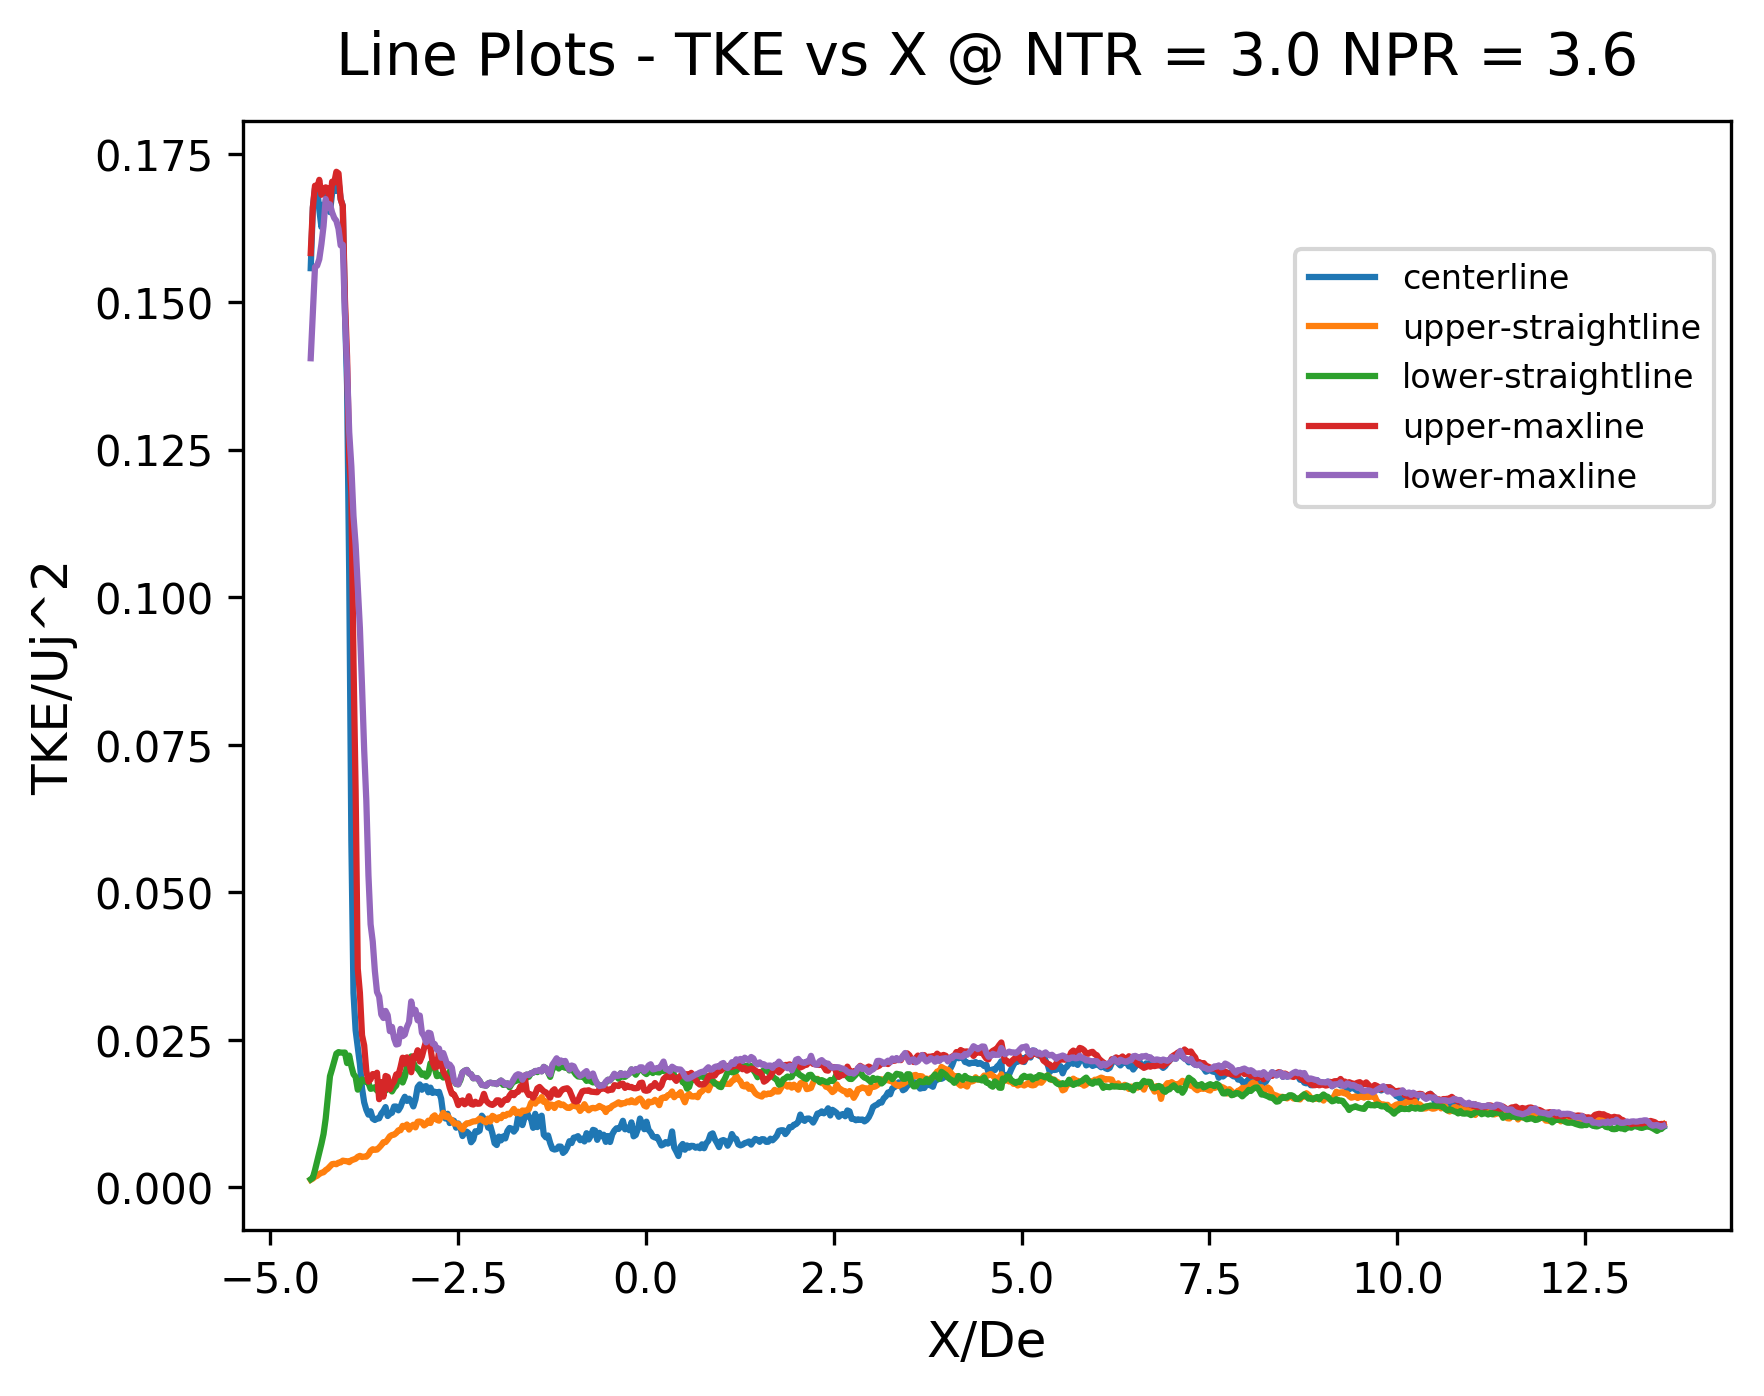 Line Plots - TKE vs X @ NTR = 3.0 NPR = 3.6
TKE/Uj^2
0.175
0.150
0.125
0.100
0.075
0.050
0.025
0.000
centerline
upper-straightline
lower-straightline
upper-maxline
lower-maxline
−5.0 −2.5 0.0 2.5 5.0 7.5 10.0 12.5
X/De